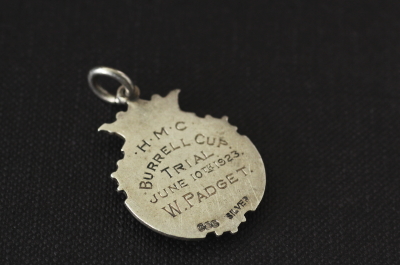 ·H·M·C·
·BURRELL CUP.
TRIAL.
JUNE 10TH 1923.
W. PADGET.
SILVER